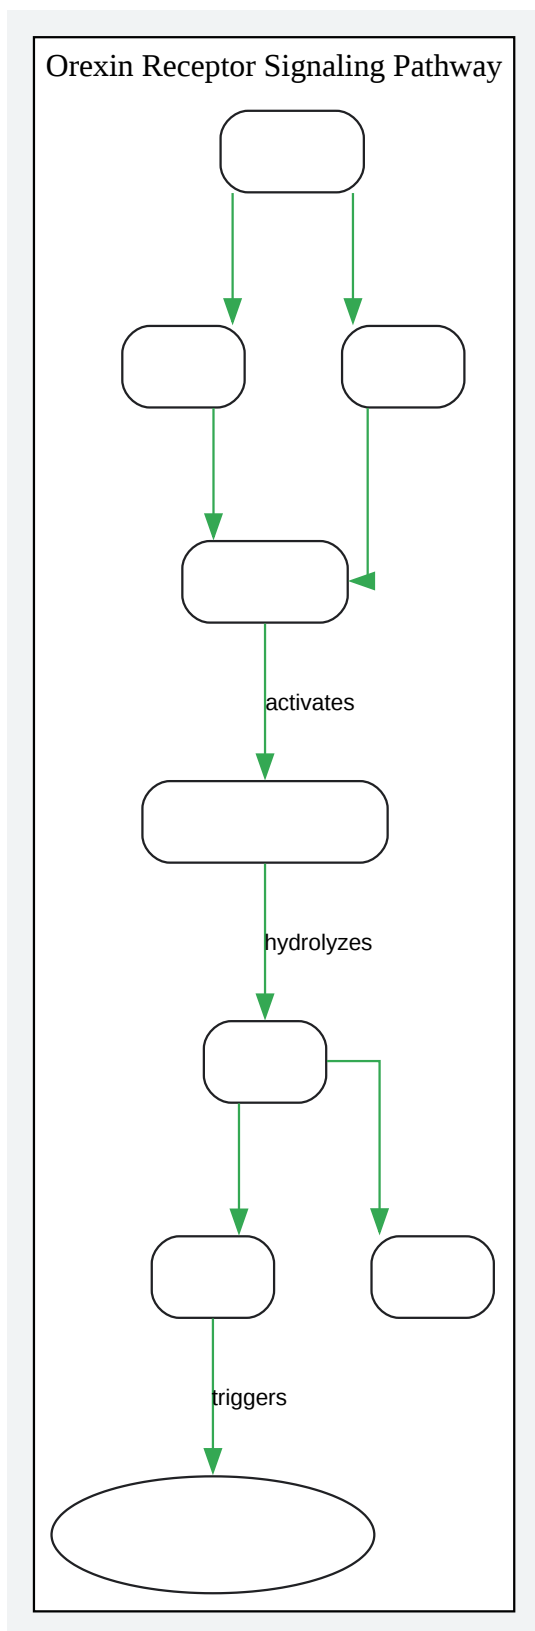 Orexin Receptor Signaling Pathway
activates
hydrolyzes
triggers